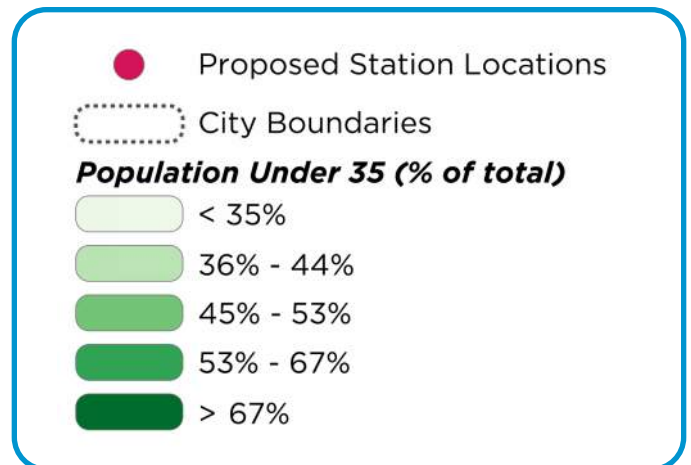 Proposed Station Locations
City Boundaries
Population Under 35 (% of total)
< 35%
36% - 44%
45% - 53%
53% - 67%
> 67%